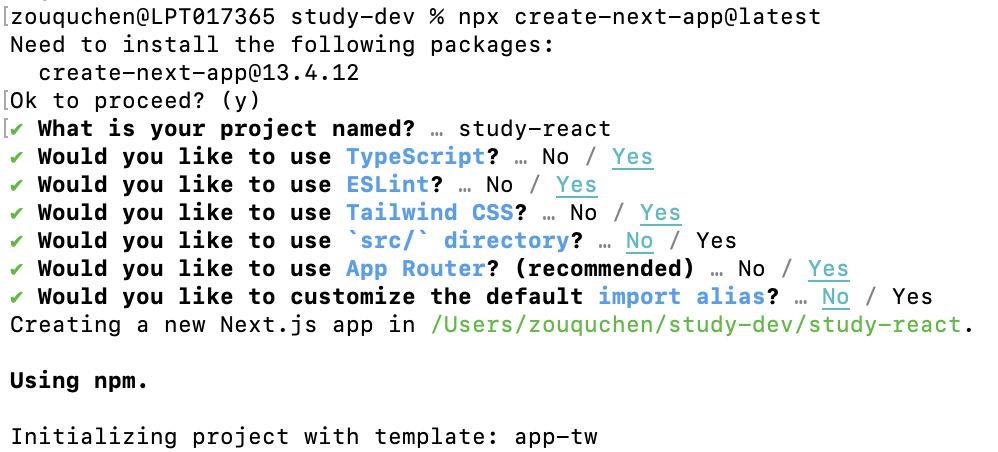 [zouquchen@LPT017365 study-dev % npx create-next-app@latest
Need to install the following packages:
  create-next-app@13.4.12
[Ok to proceed? (y)
[✔ What is your project named? … study-react
✔ Would you like to use TypeScript? … No / Yes
✔ Would you like to use ESLint? … No / Yes
✔ Would you like to use Tailwind CSS? … No / Yes
✔ Would you like to use `src/` directory? … No / Yes
✔ Would you like to use App Router? (recommended) … No / Yes
✔ Would you like to customize the default import alias? … No / Yes
Creating a new Next.js app in /Users/zouquchen/study-dev/study-react.
Using npm.
Initializing project with template: app-tw